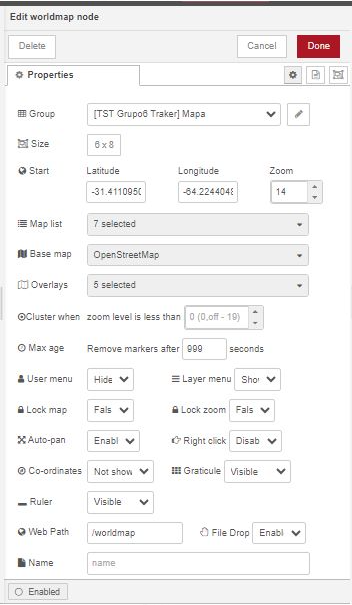 Edit worldmap node
Delete Cancel Done
Properties
Group [TST Grupo6 Traker] Mapa
Size 6 x 8
Latitude Longitude Zoom
Start -31.4110950 -64.2244048 14
Map list 7 selected
Base map OpenStreetMap
Overlays 5 selected
Cluster when zoom level is less than 0 (0,off - 19)
Max age Remove markers after 999 seconds
User menu Hide Layer menu Shov
Lock map Fals Lock zoom Fals
Auto-pan Enabl Right click Disab
Co-ordinates Not show Graticule Visible
Ruler Visible
Web Path /worldmap File Drop Enabl
Name name
Enabled